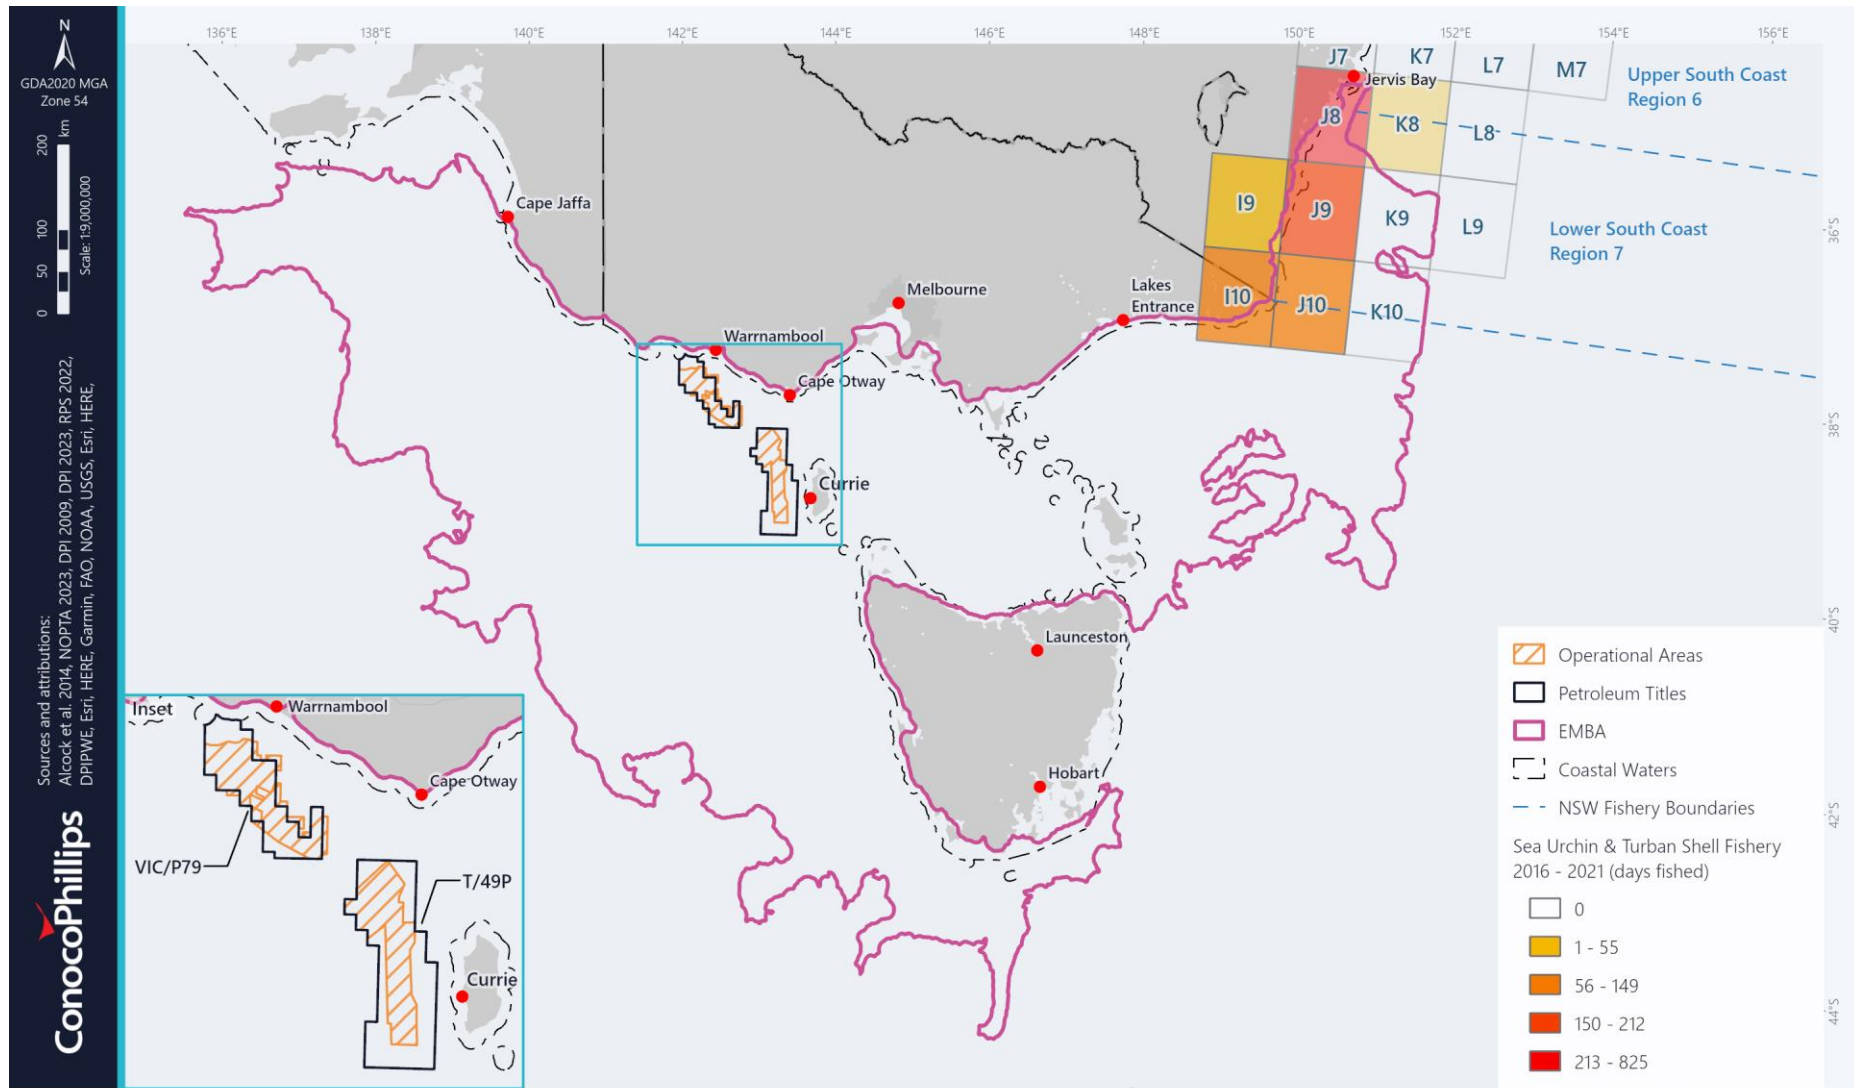 N
GDA2020 MGA
Zone 54
0 50 100 200
km
Scale: 1:9,000,000
Sources and attributions:
Alcock et al. 2014, NOPTA 2023, DPI 2009, DPI 2023, RPS 2022,
DPIPWE, Esri, HERE, Garmin, FAO, NOAA, USGS, Esri, HERE,
ConocoPhillips
136°E 138°E 140°E 142°E 144°E 146°E 148°E 150°E 152°E 154°E 156°E
J7 K7 L7 M7
Upper South Coast
Region 6
Jervis Bay
J8 K8 L8
Cape Jaffa
I9 J9 K9 L9
36°S
Lower South Coast
Region 7
Melbourne
Lakes
Entrance
I10 J10 K10
Warrnambool
Cape Otway
38°S
Currie
40°S
Launceston
Hobart
42°S
44°S
Inset
Warrnambool
Cape Otway
VIC/P79
T/49P
Currie
Operational Areas
Petroleum Titles
EMBA
Coastal Waters
NSW Fishery Boundaries
Sea Urchin & Turban Shell Fishery
2016 - 2021 (days fished)
0
1 - 55
56 - 149
150 - 212
213 - 825